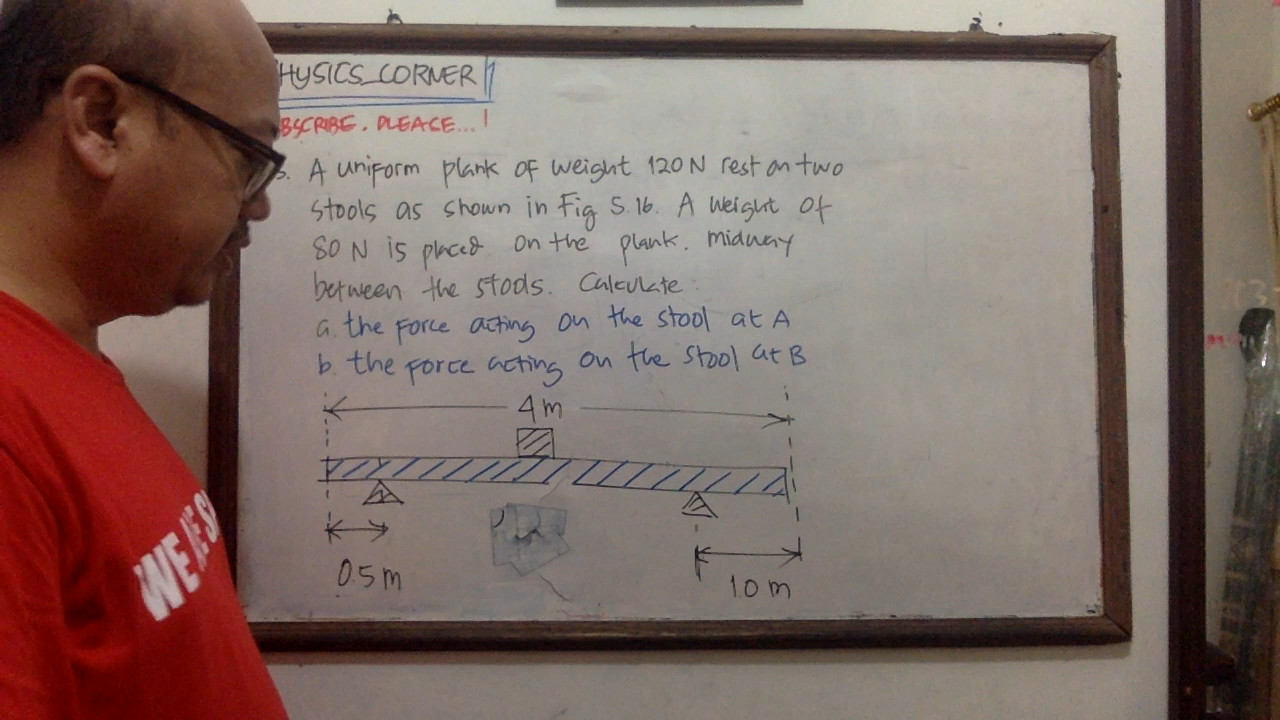 HYSICS_CORNER
BSCRIBE. PLEASE...!
3. A uniform plank of weight 120 N rest on two
stools as shown in Fig 5.16. A Weight of
80 N is placed on the plank. midway
between the stools. Calculate:
a. the Force acting on the stool at A
b. the force acting on the stool at B
4 m
0.5 m
1.0 m
WE